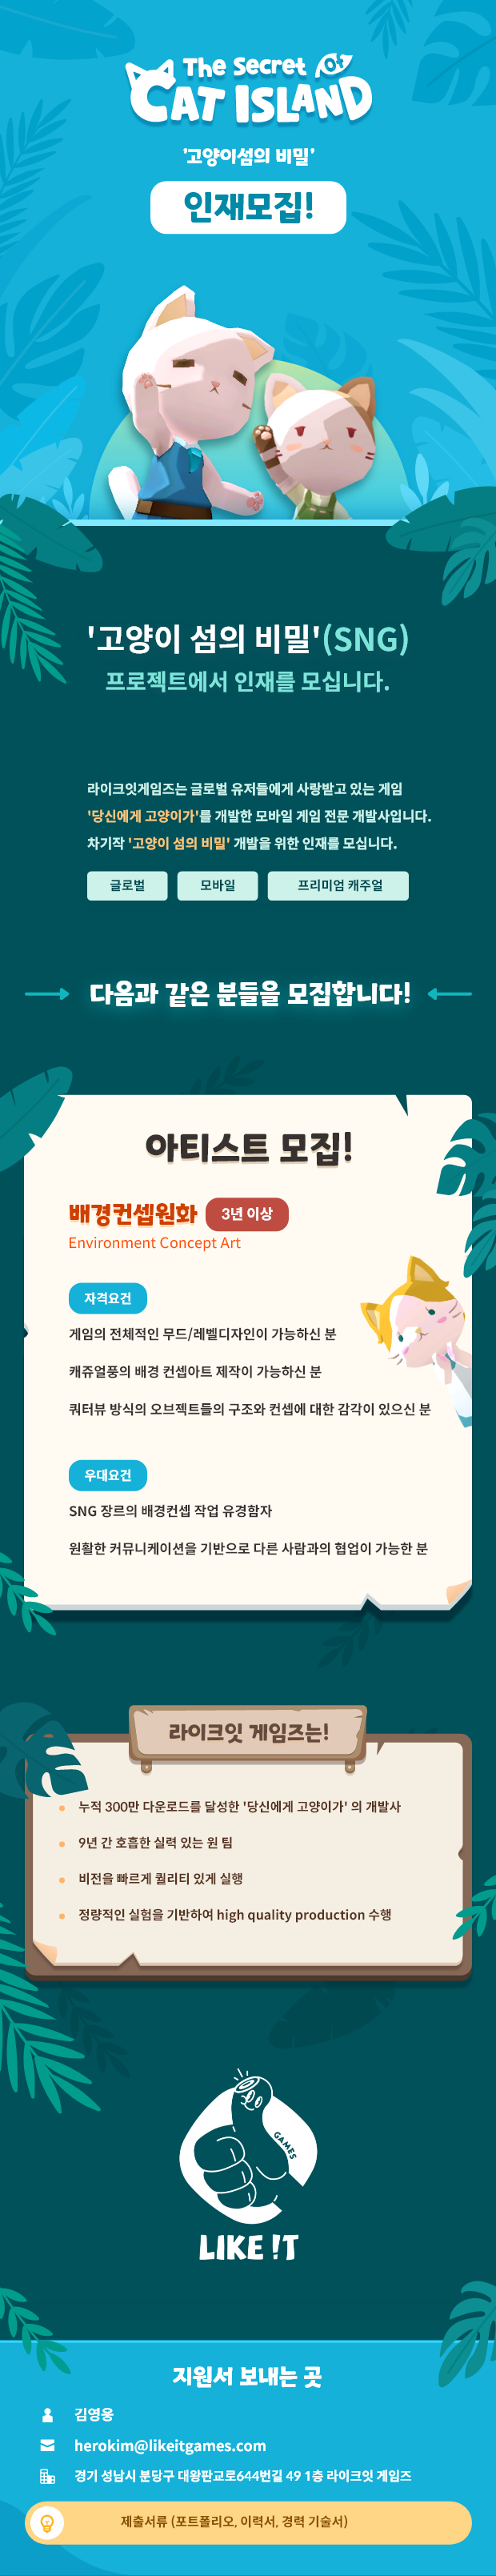 The Secret Of
CAT ISLAND
'고양이섬의 비밀'
인재모집!
'고양이 섬의 비밀'(SNG)
프로젝트에서 인재를 모십니다.
라이크잇게임즈는 글로벌 유저들에게 사랑받고 있는 게임
'당신에게 고양이가'를 개발한 모바일 게임 전문 개발사입니다.
차기작 '고양이 섬의 비밀' 개발을 위한 인재를 모십니다.
글로벌 모바일 프리미엄 캐주얼
다음과 같은 분들을 모집합니다!
아티스트 모집!
배경컨셉원화 3년 이상
Environment Concept Art
자격요건
게임의 전체적인 무드/레벨디자인이 가능하신 분
캐쥬얼풍의 배경 컨셉아트 제작이 가능하신 분
쿼터뷰 방식의 오브젝트들의 구조와 컨셉에 대한 감각이 있으신 분
우대요건
SNG 장르의 배경컨셉 작업 유경험자
원활한 커뮤니케이션을 기반으로 다른 사람과의 협업이 가능한 분
라이크잇 게임즈는!
누적 300만 다운로드를 달성한 '당신에게 고양이가' 의 개발사
9년 간 호흡한 실력 있는 원 팀
비전을 빠르게 퀄리티 있게 실행
정량적인 실험을 기반하여 high quality production 수행
GAMES
LIKE !T
지원서 보내는 곳
김영웅
herokim@likeitgames.com
경기 성남시 분당구 대왕판교로644번길 49 1층 라이크잇 게임즈
제출서류 (포트폴리오, 이력서, 경력 기술서)